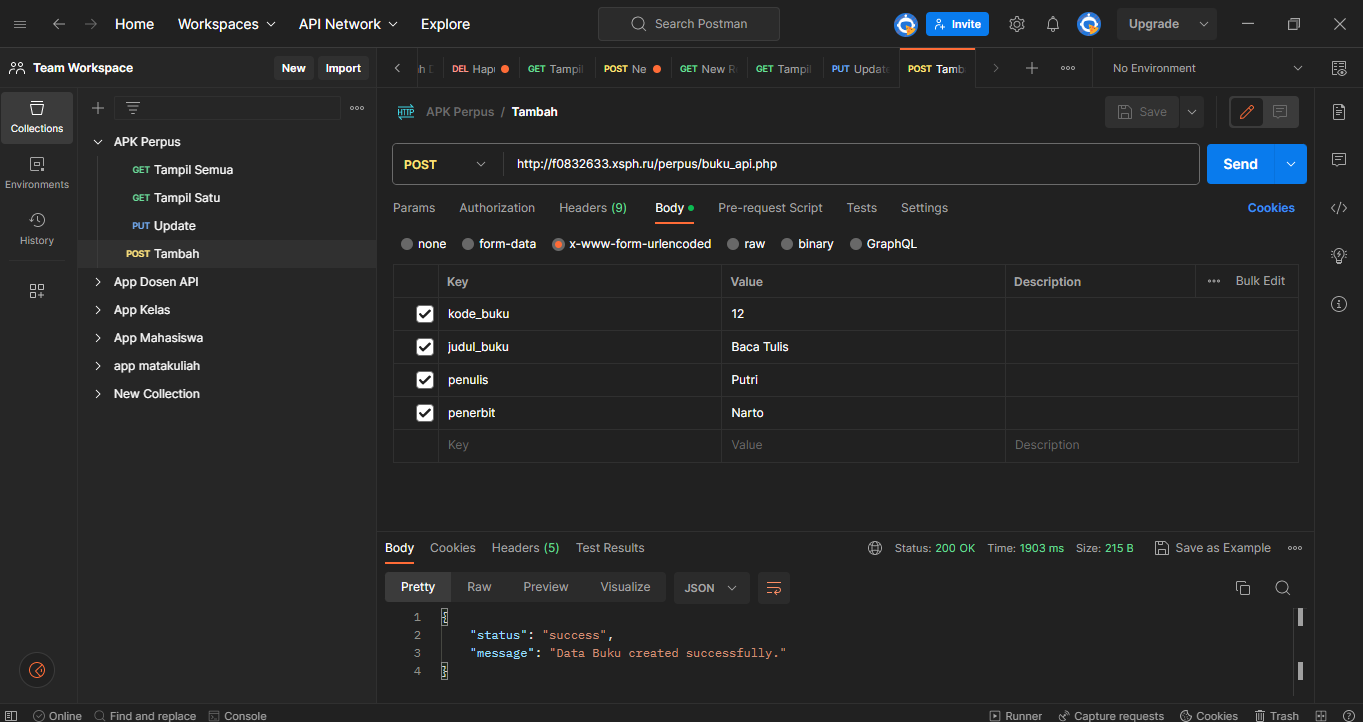 Home Workspaces API Network Explore Search Postman Invite Upgrade
Team Workspace New Import
DEL Hapu GET Tampil POST Ne GET New R GET Tampil PUT Update POST Tamb No Environment
Collections
Environments
History
APK Perpus
GET Tampil Semua
GET Tampil Satu
PUT Update
POST Tambah
App Dosen API
App Kelas
App Mahasiswa
app matakuliah
New Collection
HTTP APK Perpus / Tambah Save
POST http://f0832633.xsph.ru/perpus/buku_api.php Send
Params Authorization Headers (9) Body Pre-request Script Tests Settings Cookies
none form-data x-www-form-urlencoded raw binary GraphQL
Key Value Description Bulk Edit
kode_buku 12
judul_buku Baca Tulis
penulis Putri
penerbit Narto
Key Value Description
Body Cookies Headers (5) Test Results Status: 200 OK Time: 1903 ms Size: 215 B Save as Example
Pretty Raw Preview Visualize JSON
1 {
2 "status": "success",
3 "message": "Data Buku created successfully."
4 }
Online Find and replace Console Runner Capture requests Cookies Trash